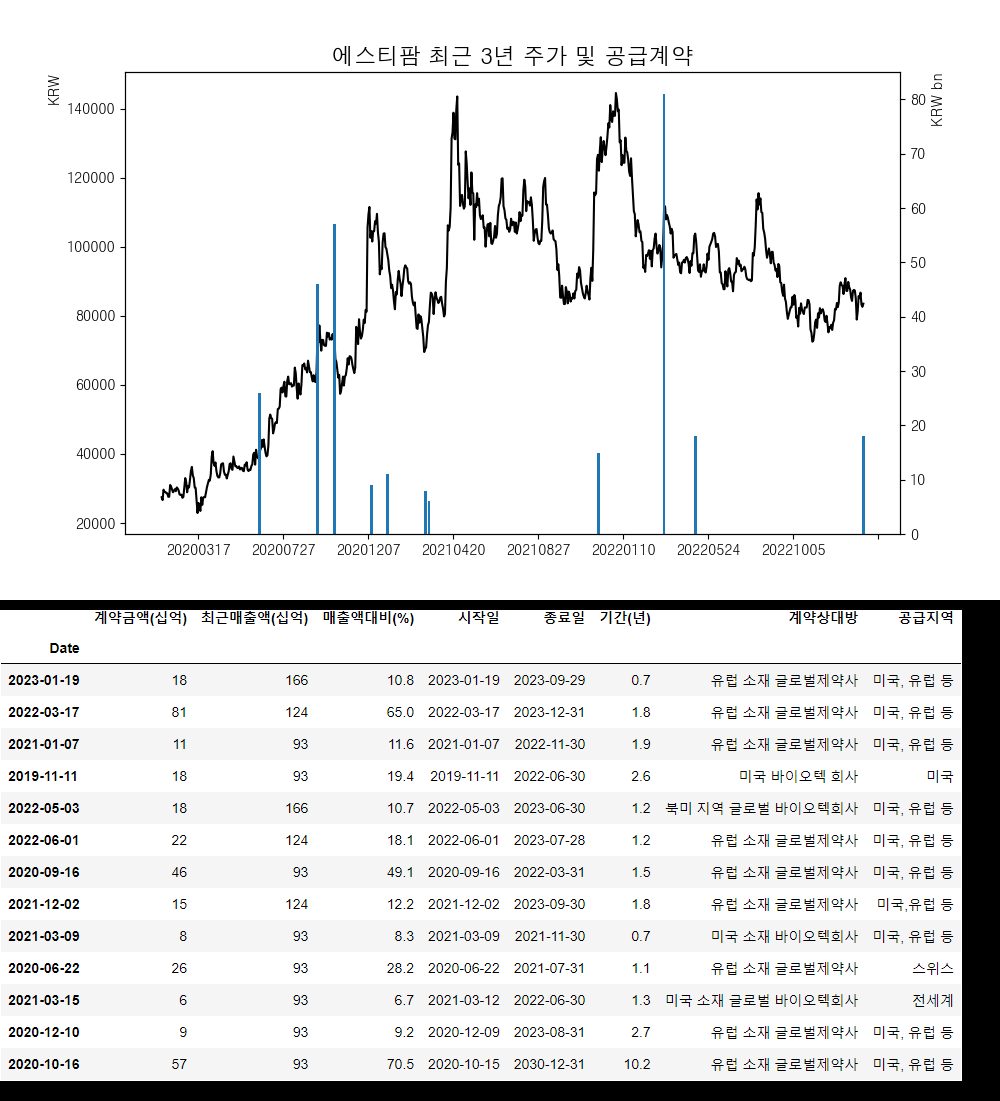 에스티팜 최근 3년 주가 및 공급계약
KRW
KRW bn
140000
120000
100000
80000
60000
40000
20000
80
70
60
50
40
30
20
10
0
20200317 20200727 20201207 20210420 20210827 20220110 20220524 20221005
계약금액(십억) 최근매출액(십억) 매출액대비(%) 시작일 종료일 기간(년) 계약상대방 공급지역
Date
2023-01-19 18 166 10.8 2023-01-19 2023-09-29 0.7 유럽 소재 글로벌제약사 미국, 유럽 등
2022-03-17 81 124 65.0 2022-03-17 2023-12-31 1.8 유럽 소재 글로벌제약사 미국, 유럽 등
2021-01-07 11 93 11.6 2021-01-07 2022-11-30 1.9 유럽 소재 글로벌제약사 미국, 유럽 등
2019-11-11 18 93 19.4 2019-11-11 2022-06-30 2.6 미국 바이오텍 회사 미국
2022-05-03 18 166 10.7 2022-05-03 2023-06-30 1.2 북미 지역 글로벌 바이오텍회사 미국, 유럽 등
2022-06-01 22 124 18.1 2022-06-01 2023-07-28 1.2 유럽 소재 글로벌제약사 미국, 유럽 등
2020-09-16 46 93 49.1 2020-09-16 2022-03-31 1.5 유럽 소재 글로벌제약사 미국, 유럽 등
2021-12-02 15 124 12.2 2021-12-02 2023-09-30 1.8 유럽 소재 글로벌제약사 미국,유럽 등
2021-03-09 8 93 8.3 2021-03-09 2021-11-30 0.7 미국 소재 바이오텍회사 미국, 유럽 등
2020-06-22 26 93 28.2 2020-06-22 2021-07-31 1.1 유럽 소재 글로벌제약사 스위스
2021-03-15 6 93 6.7 2021-03-12 2022-06-30 1.3 미국 소재 글로벌 바이오텍회사 전세계
2020-12-10 9 93 9.2 2020-12-09 2023-08-31 2.7 유럽 소재 글로벌제약사 미국, 유럽 등
2020-10-16 57 93 70.5 2020-10-15 2030-12-31 10.2 유럽 소재 글로벌제약사 미국, 유럽 등